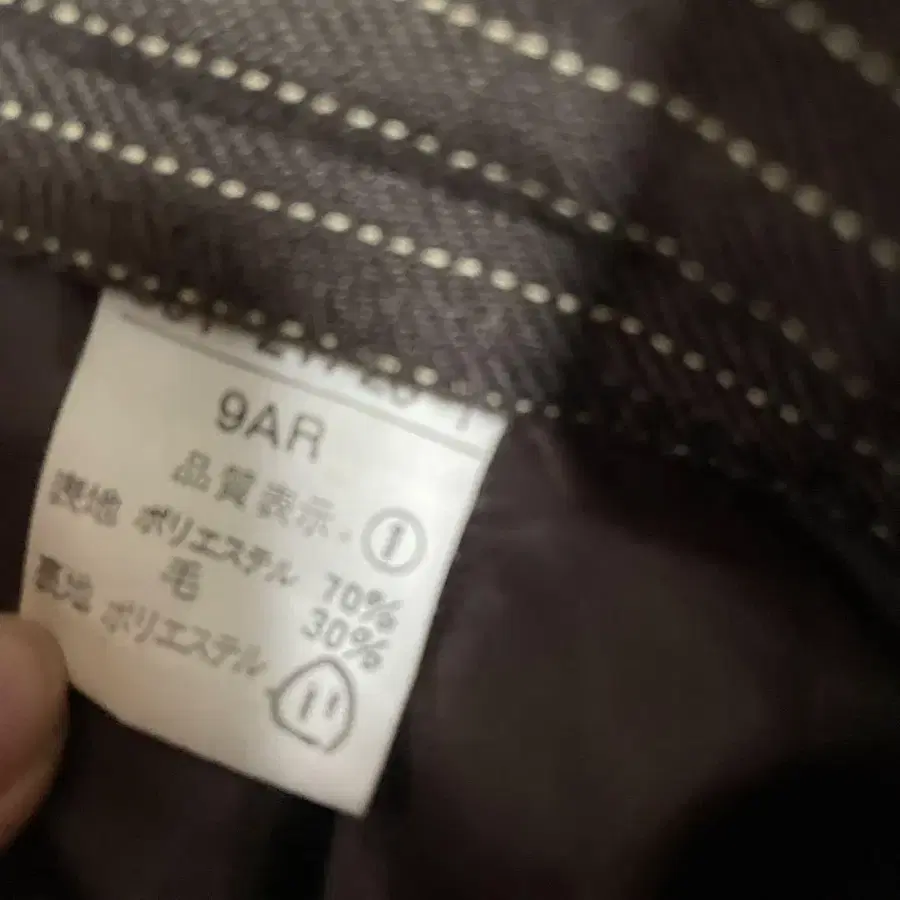 9AR
品質表示. ①
表地 ポリエステル 70%
毛 30%
裏地 ポリエステル